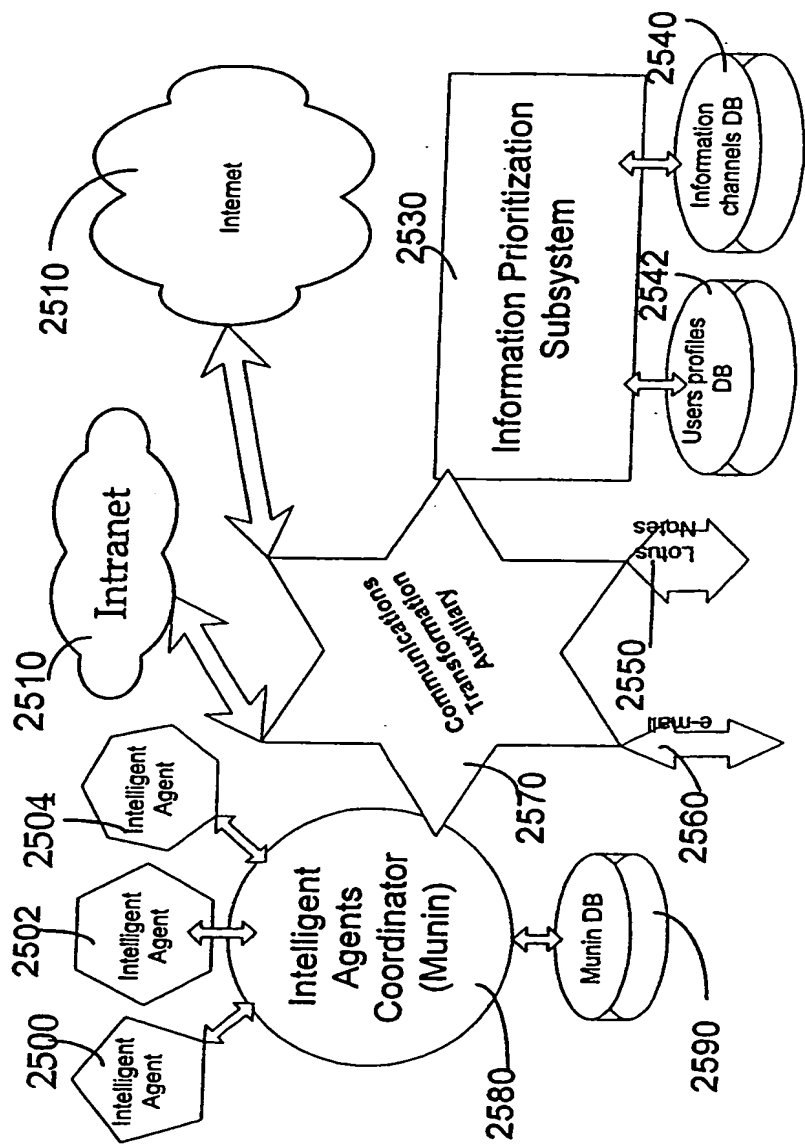 2500
2502
2504
2510
2510
Intelligent
Agent
Intelligent
Agent
Intelligent
Agent
Intranet
Internet
Intelligent
Agents
Coordinator
(Munin)
Communications
Transformation
Auxilliary
2530
Information Prioritization
Subsystem
2570
2580
2560
e-mail
2550
Lotus
Notes
2542
2540
Munin DB
Users profiles
DB
Information
channels DB
2590